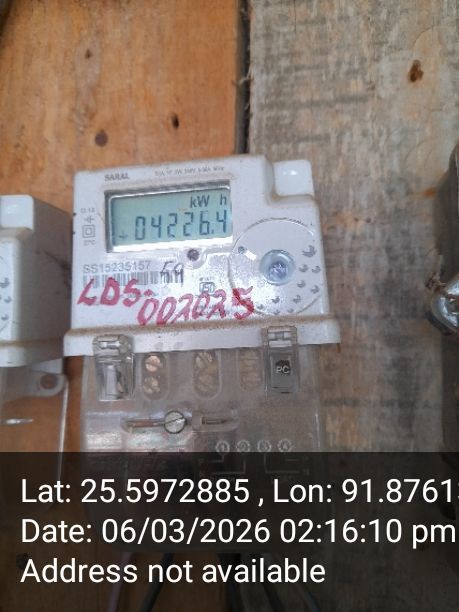 SARAL
kW h
04226.4
SS15235157
LDS-
002025
PC
Lat: 25.5972885 , Lon: 91.8761
Date: 06/03/2026 02:16:10 pm
Address not available